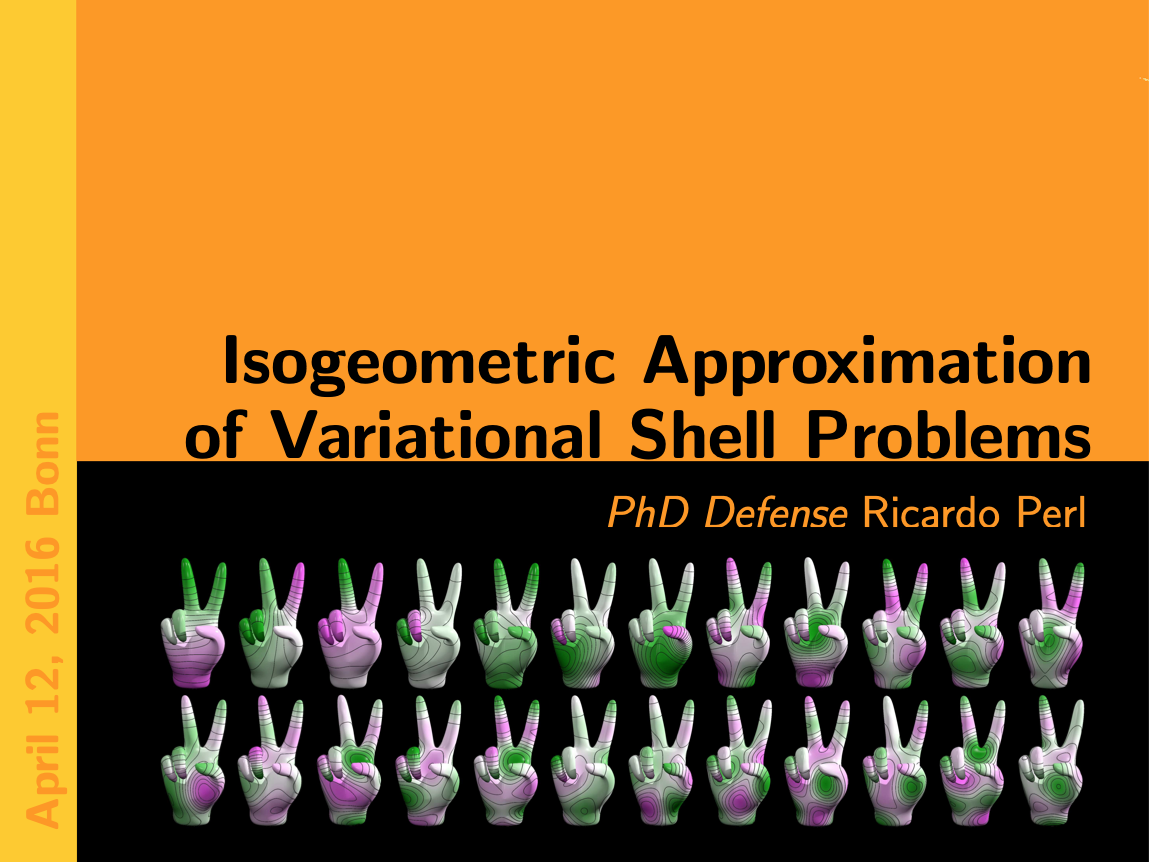 Isogeometric Approximation
of Variational Shell Problems
PhD Defense Ricardo Perl
April 12, 2016 Bonn